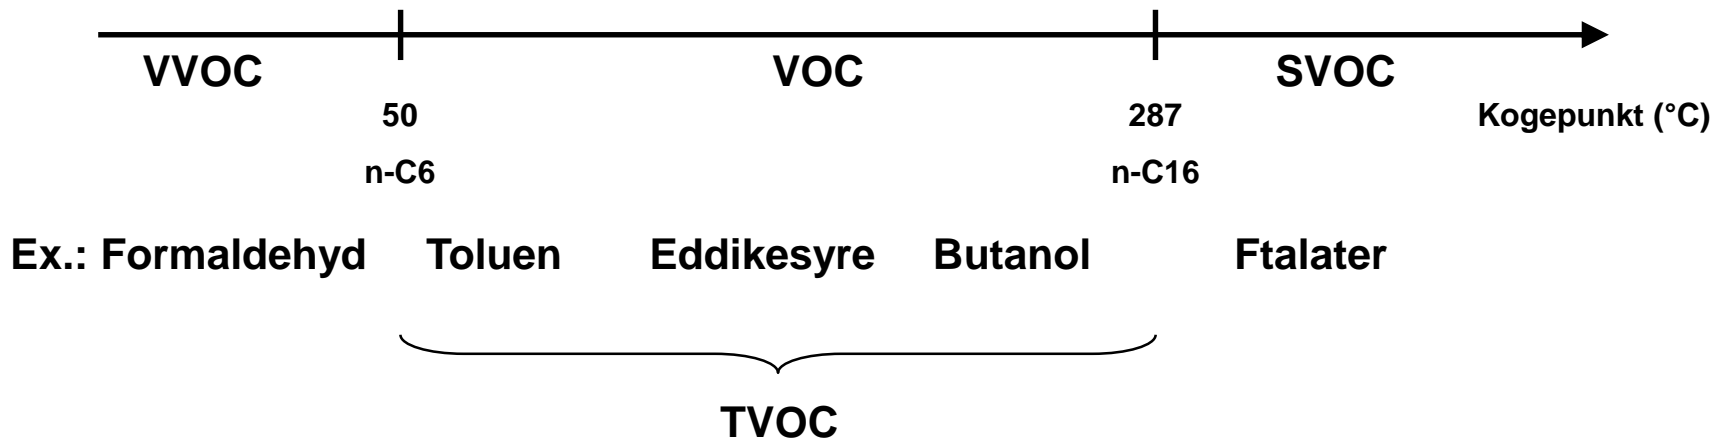 VVOC VOC SVOC
50 287 Kogepunkt (°C)
n-C6 n-C16
Ex.: Formaldehyd Toluen Eddikesyre Butanol Ftalater
TVOC